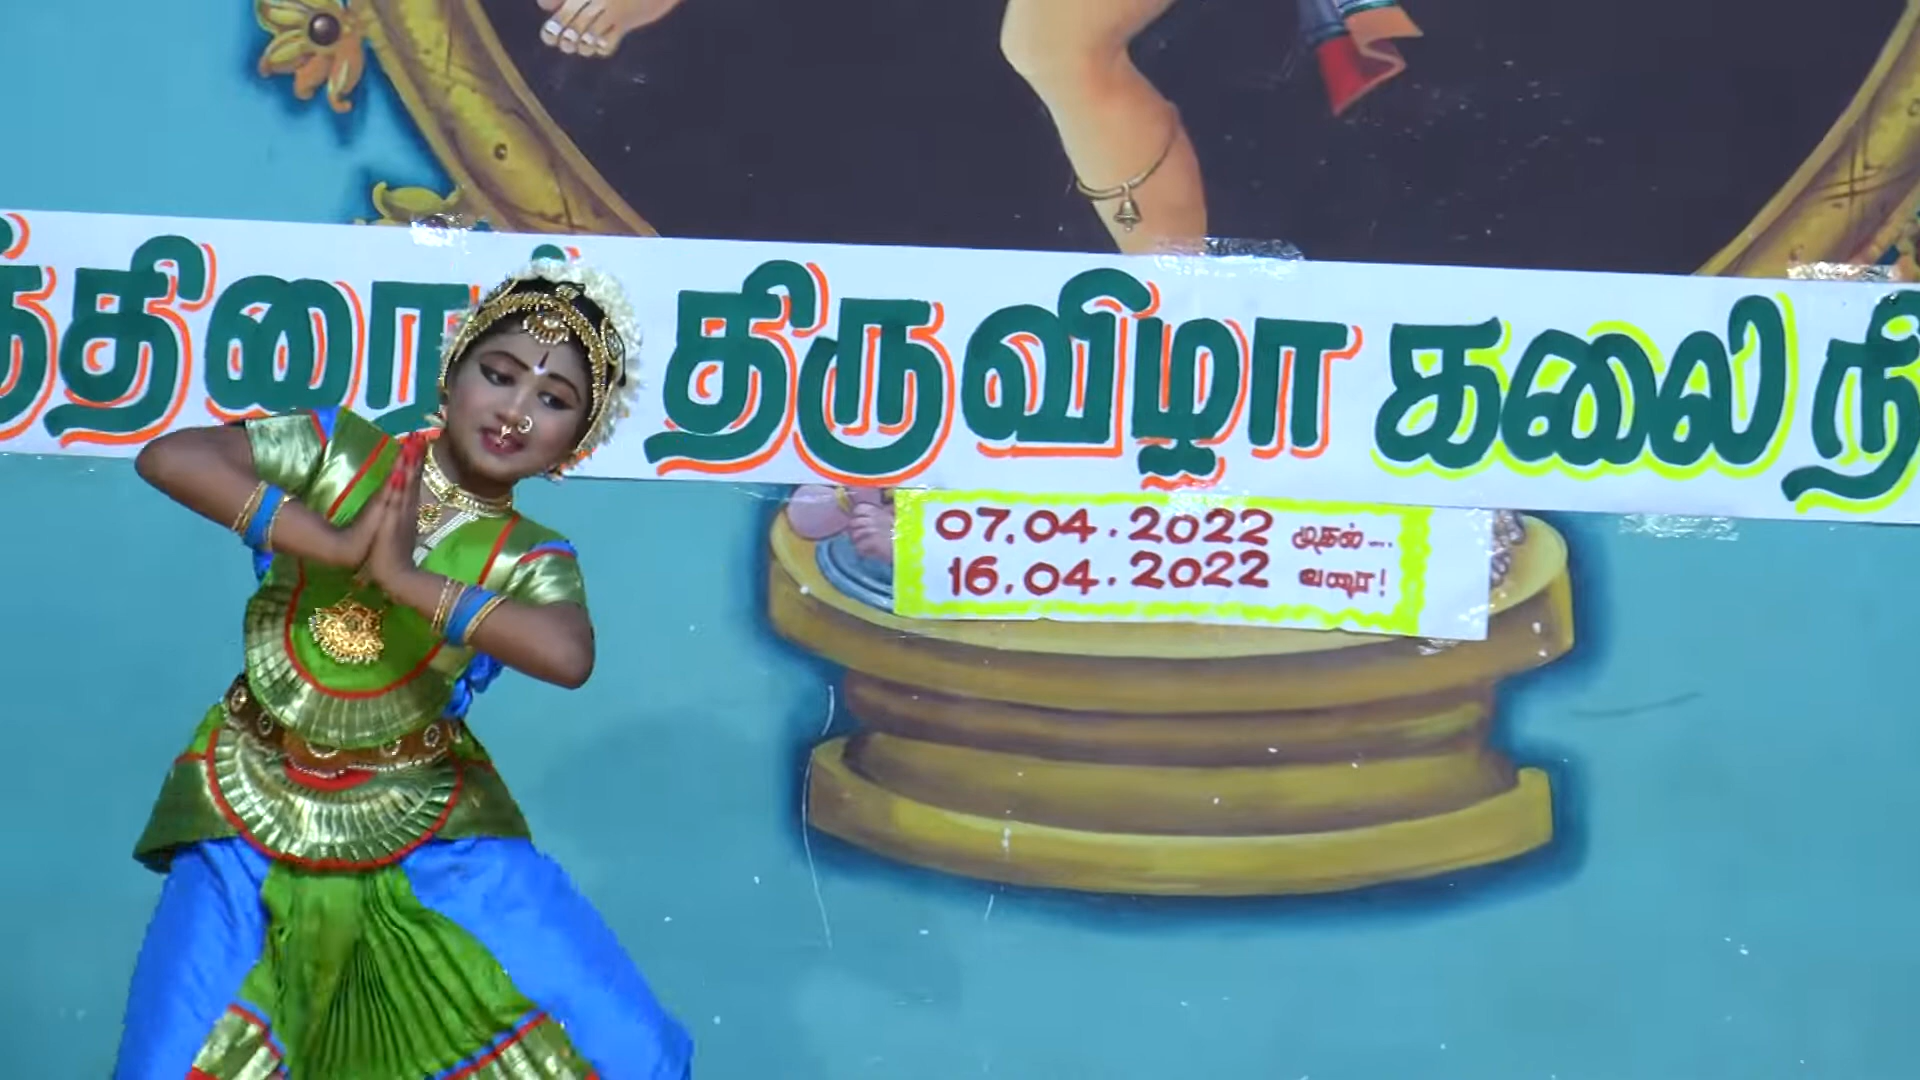 த்திரைத் திருவிழா கலை நி
07.04.2022 முதல்...
16.04.2022 வரை!